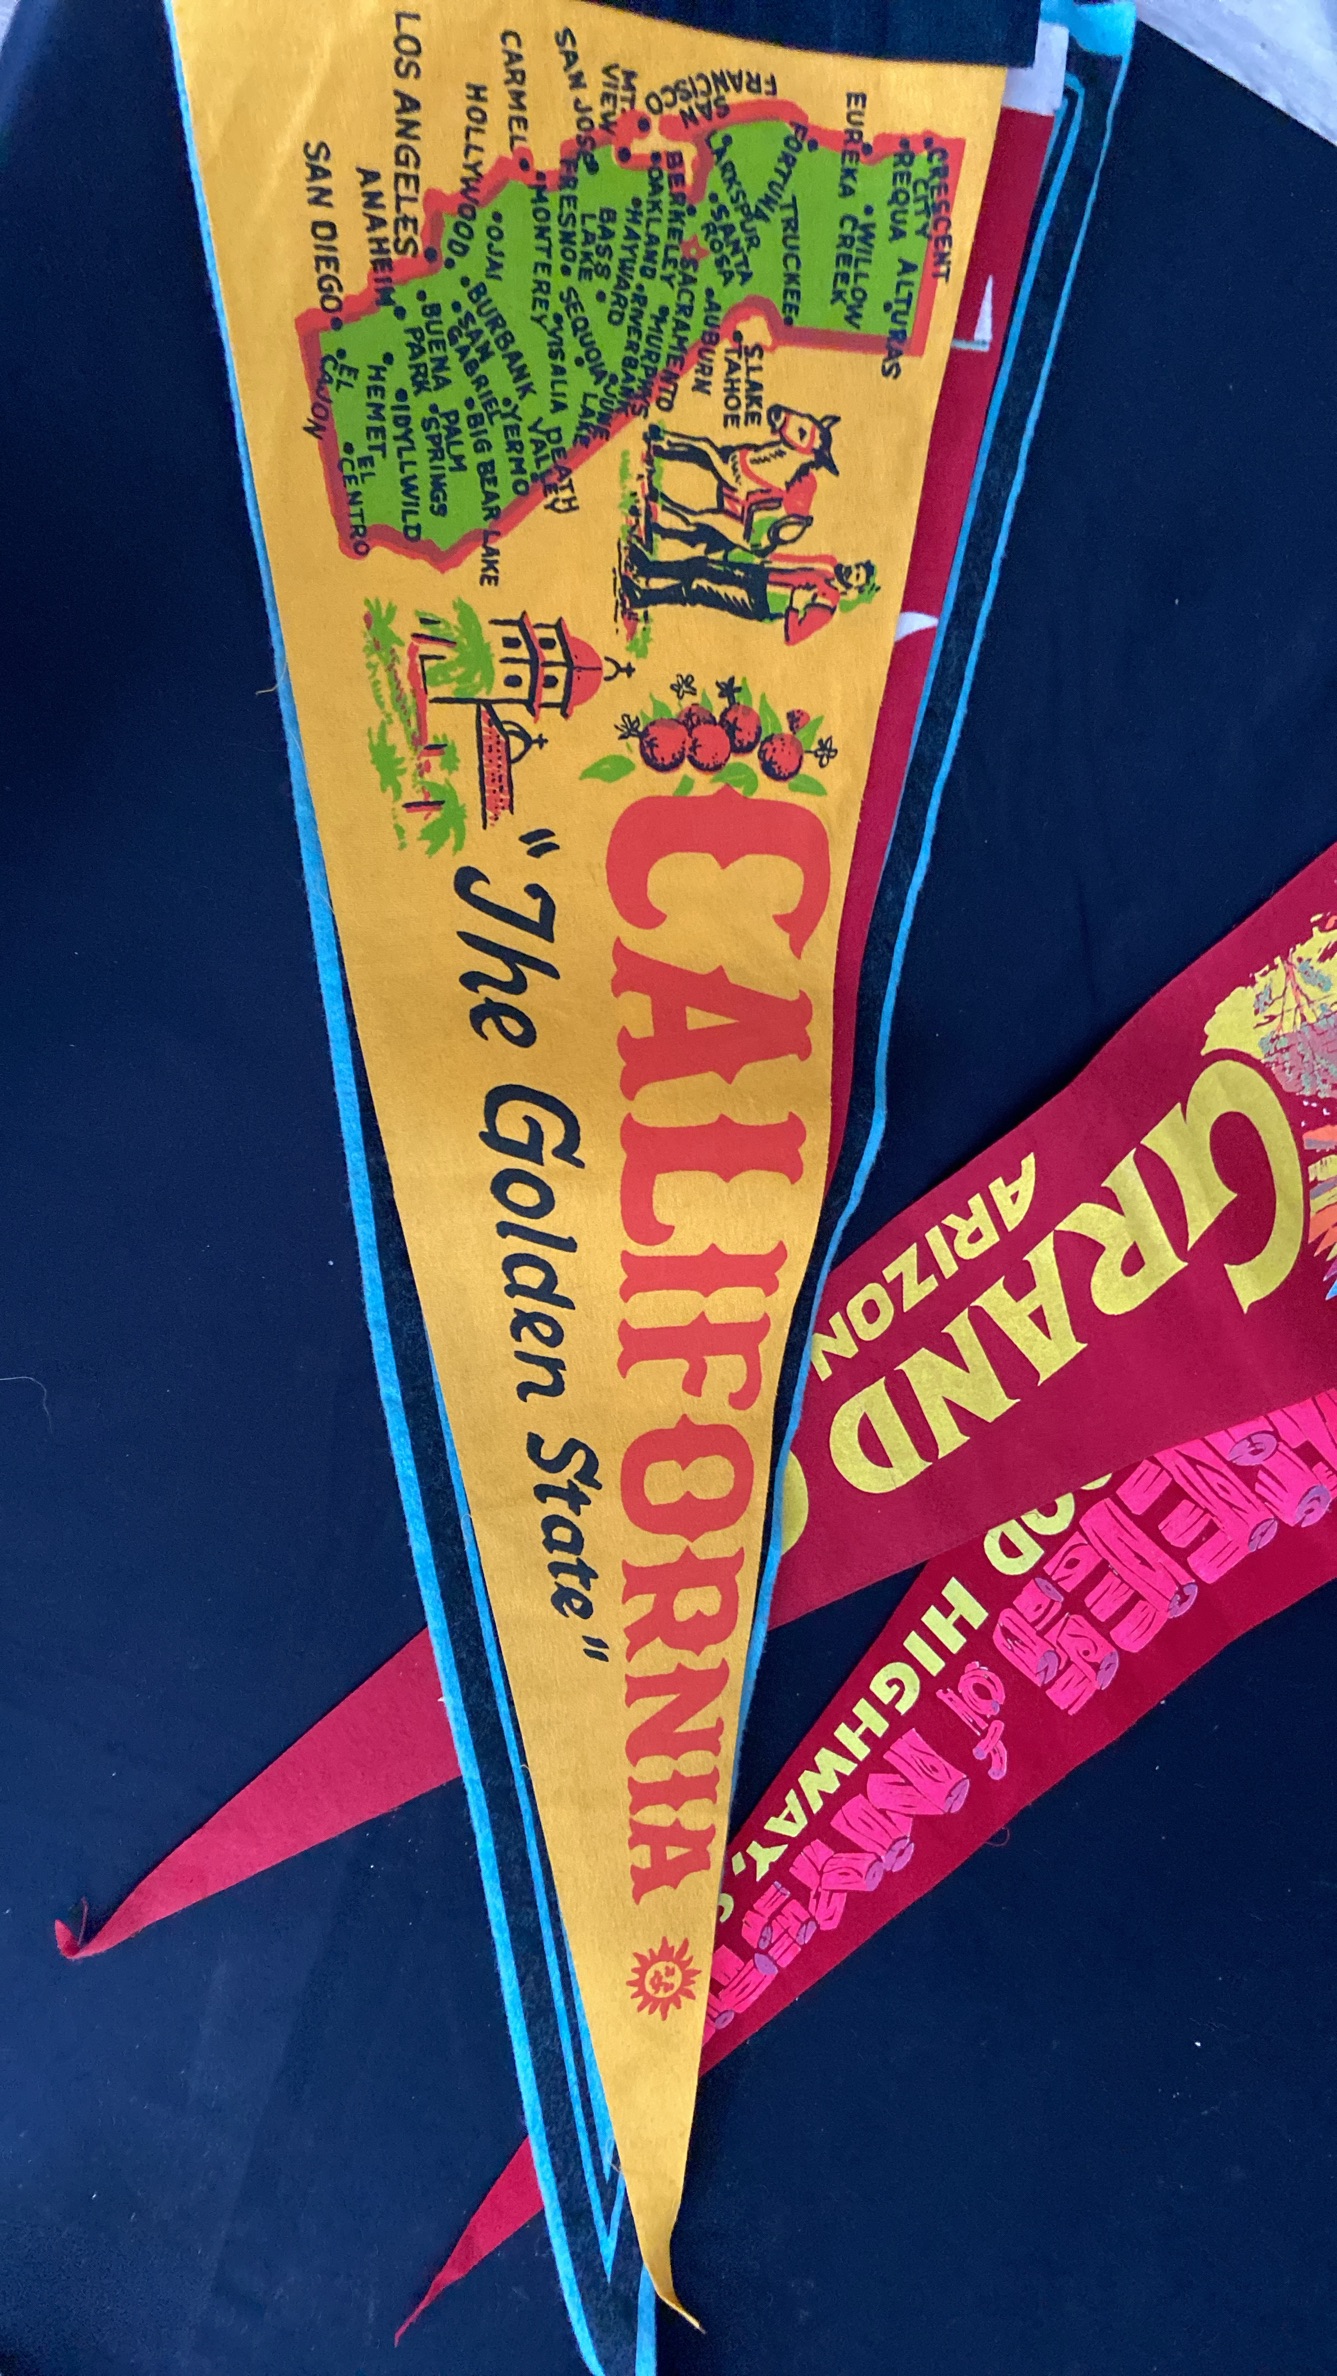 CRESCENT
CITY
REQUA
ALTURAS
EUREKA
WILLOW
CREEK
FORTUNA
TRUCKEE
LARKSPUR
SANTA
ROSA
AUBURN
S. LAKE
TAHOE
SAN
FRANCISCO
BERKELEY
SACRAMENTO
OAKLAND
MURPHYS
HAYWARD
RIVERBANK
MT.
VIEW
BASS
LAKE
JUNE
LAKE
SAN JOSE
FRESNO
SEQUOIA
CARMEL
MONTEREY
VISALIA
DEATH
VALLEY
HOLLYWOOD
OJAI
BURBANK
YERMO
SAN
GABRIEL
BIG BEAR LAKE
LOS ANGELES
BUENA
PARK
PALM
SPRINGS
ANAHEIM
IDYLLWILD
HEMET
EL
CENTRO
SAN DIEGO
EL
CAJON
CALIFORNIA
"The Golden State"
GRAND
ARIZON
OOD HIGHWAY,
of